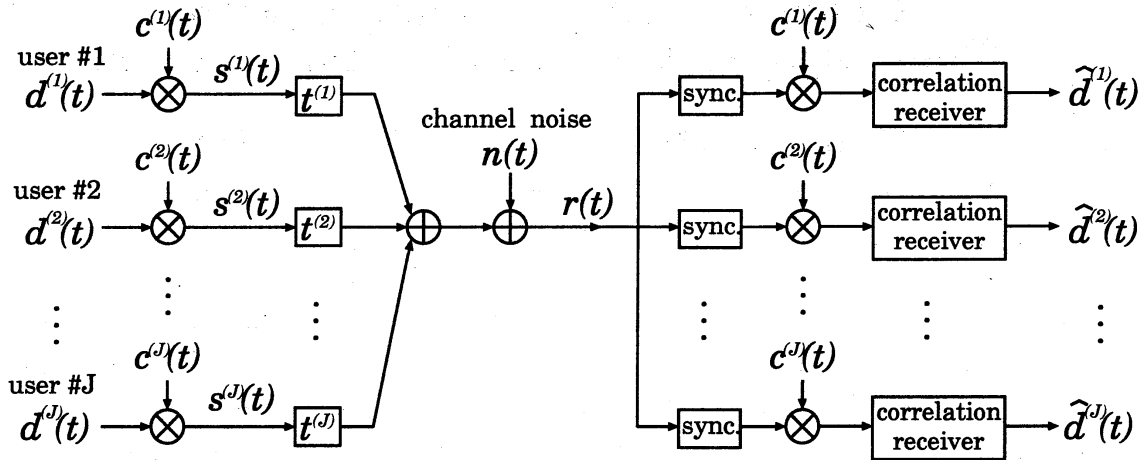 c⁽¹⁾(t)
c⁽¹⁾(t)
user #1
d⁽¹⁾(t)
s⁽¹⁾(t)
t⁽¹⁾
sync.
correlation
receiver
d̂⁽¹⁾(t)
channel noise
n(t)
c⁽²⁾(t)
c⁽²⁾(t)
user #2
d⁽²⁾(t)
s⁽²⁾(t)
t⁽²⁾
r(t)
sync.
correlation
receiver
d̂⁽²⁾(t)
c⁽ᴶ⁾(t)
c⁽ᴶ⁾(t)
user #J
d⁽ᴶ⁾(t)
s⁽ᴶ⁾(t)
t⁽ᴶ⁾
sync.
correlation
receiver
d̂⁽ᴶ⁾(t)